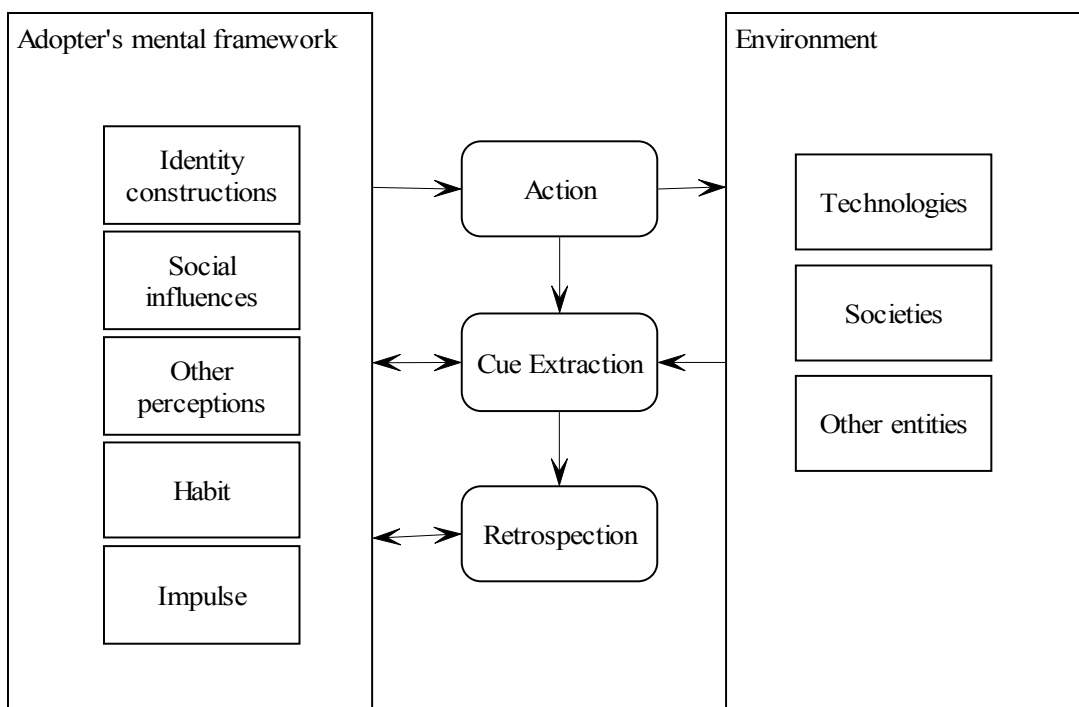 Adopter's mental framework
Identity
constructions
Social
influences
Other
perceptions
Habit
Impulse
Action
Cue Extraction
Retrospection
Environment
Technologies
Societies
Other entities